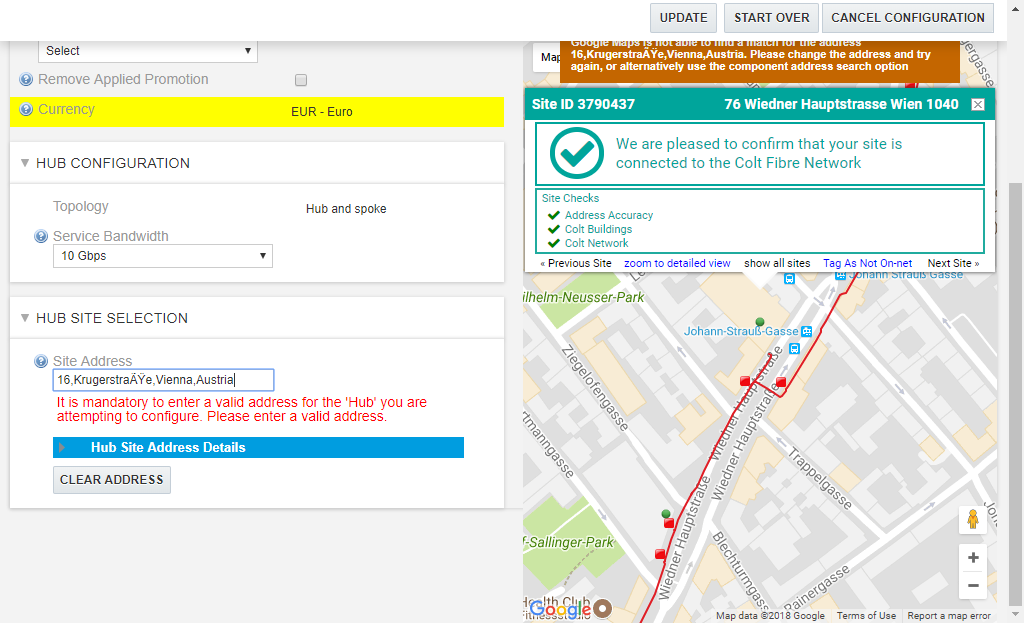 UPDATE
START OVER
CANCEL CONFIGURATION
Select
Remove Applied Promotion
Currency
EUR - Euro
HUB CONFIGURATION
Topology
Hub and spoke
Service Bandwidth
10 Gbps
HUB SITE SELECTION
Site Address
16,KrugerstraÃŸe,Vienna,Austria
It is mandatory to enter a valid address for the 'Hub' you are
attempting to configure. Please enter a valid address.
Hub Site Address Details
CLEAR ADDRESS
Map
Google Maps is not able to find a match for the address
16,KrugerstraÃŸe,Vienna,Austria. Please change the address and try
again, or alternatively use the component address search option
Site ID 3790437
76 Wiedner Hauptstrasse Wien 1040
We are pleased to confirm that your site is
connected to the Colt Fibre Network
Site Checks
Address Accuracy
Colt Buildings
Colt Network
« Previous Site
zoom to detailed view
show all sites
Tag As Not On-net
Next Site »
Johann Strauß Gasse
ilhelm-Neusser-Park
Johann-Strauß-Gasse
Ziegelofengasse
Wiedner Hauptstraße
Wiedner Hauptstraße
rtmanngasse
Trappelgasse
Wiedner Hauptstraße
f-Sallinger-Park
Blechturmgasse
Rainergasse
Health Club
Fitnessstudio
Google
Map data ©2018 Google
Terms of Use
Report a map error